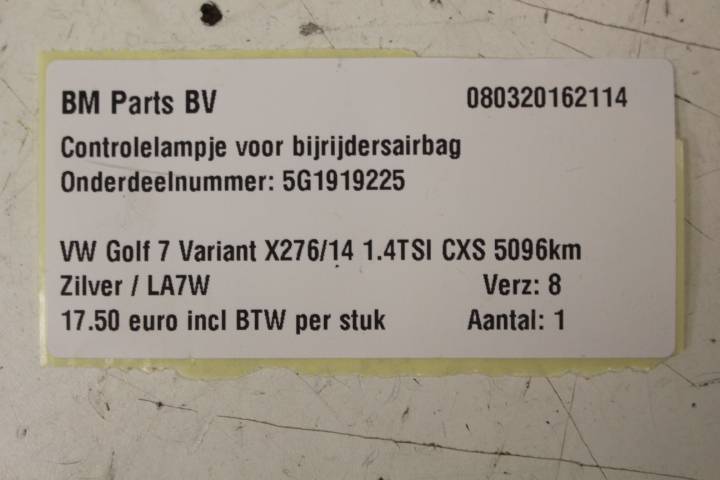 BM Parts BV 080320162114
Controlelampje voor bijrijdersairbag
Onderdeelnummer: 5G1919225
VW Golf 7 Variant X276/14 1.4TSI CXS 5096km
Zilver / LA7W Verz: 8
17.50 euro incl BTW per stuk Aantal: 1